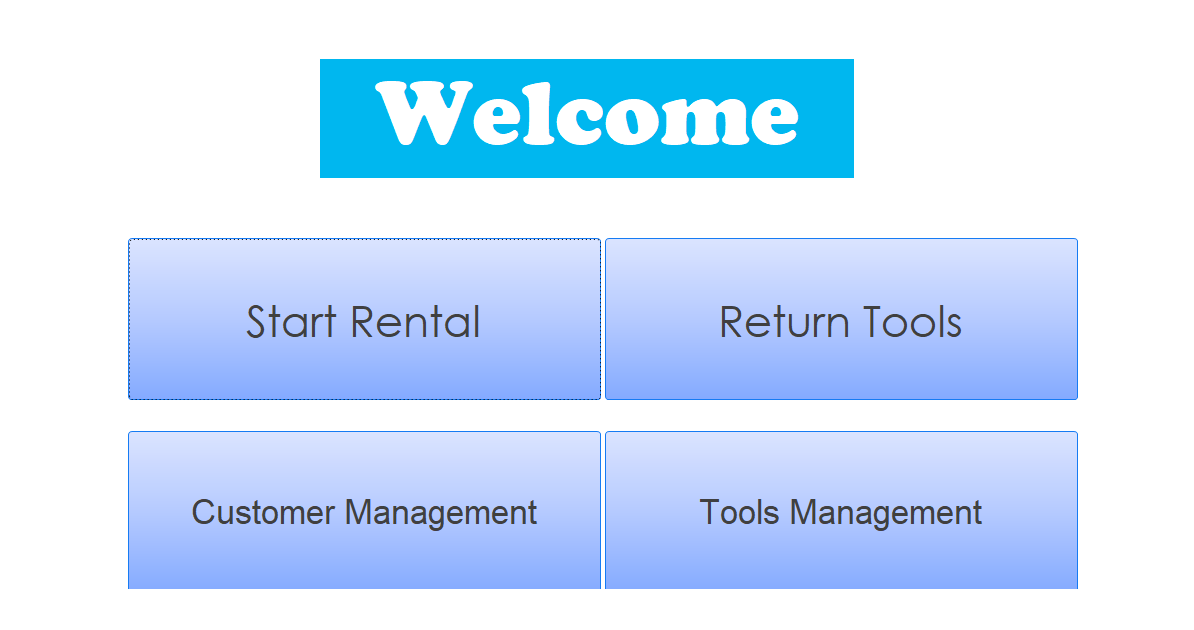 Welcome
Start Rental
Return Tools
Customer Management
Tools Management